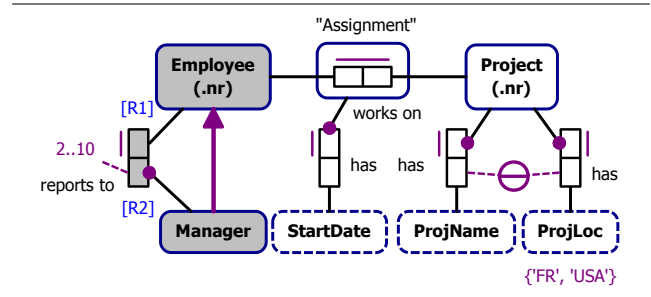 "Assignment"
Employee
(.nr)
Project
(.nr)
[R1]
works on
2..10
reports to
has
has
has
[R2]
Manager
StartDate
ProjName
ProjLoc
{'FR', 'USA'}